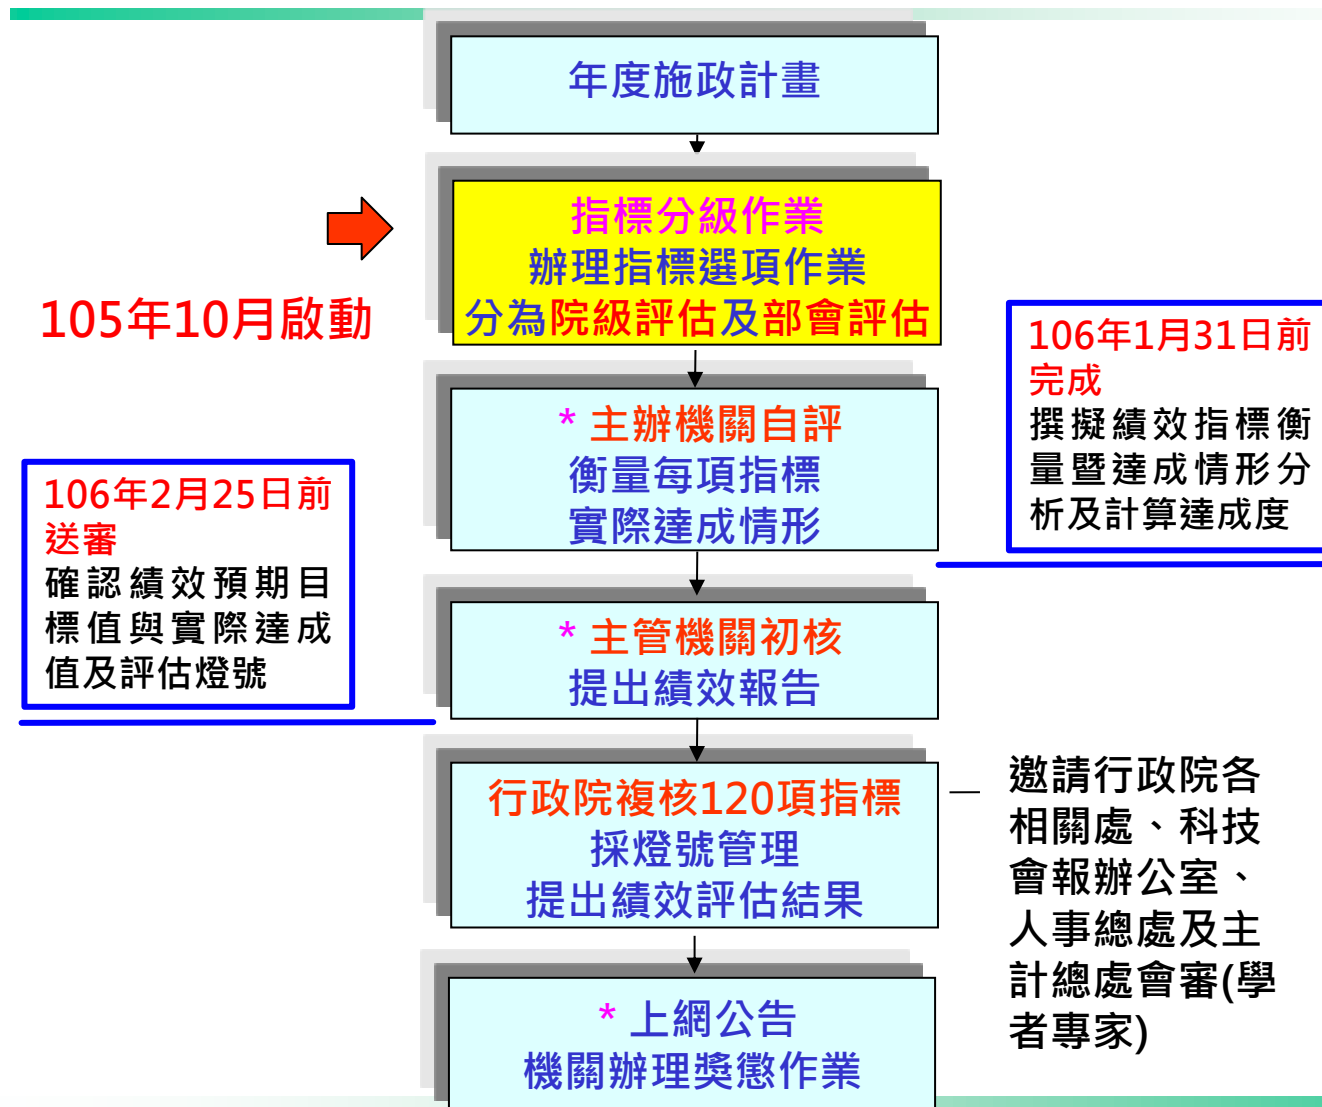 年度施政計畫
指標分級作業
辦理指標選項作業
分為院級評估及部會評估
105年10月啟動
106年1月31日前
完成
撰擬績效指標衡
量暨達成情形分
析及計算達成度
* 主辦機關自評
衡量每項指標
實際達成情形
106年2月25日前
送審
確認績效預期目
標值與實際達成
值及評估燈號
* 主管機關初核
提出績效報告
行政院複核120項指標
採燈號管理
提出績效評估結果
邀請行政院各
相關處、科技
會報辦公室、
人事總處及主
計總處會審(學
者專家)
* 上網公告
機關辦理獎懲作業